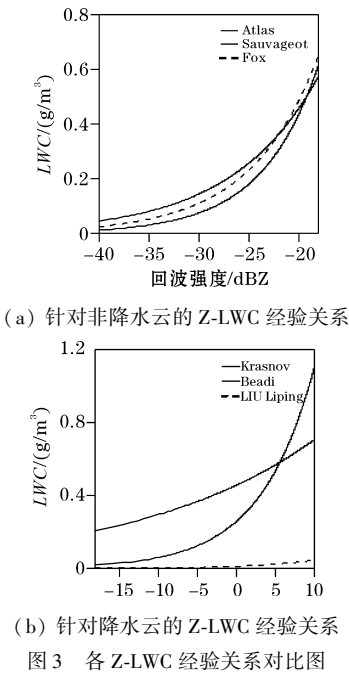 0.8
Atlas
Sauvageot
Fox
0.6
0.4
0.2
0
LWC/(g/m³)
-40 -35 -30 -25 -20
回波强度/dBZ
(a) 针对非降水云的 Z-LWC 经验关系
1.2
Krasnov
Beadi
LIU Liping
0.8
0.4
0
LWC/(g/m³)
-15 -10 -5 0 5 10
(b) 针对降水云的 Z-LWC 经验关系
图3 各 Z-LWC 经验关系对比图